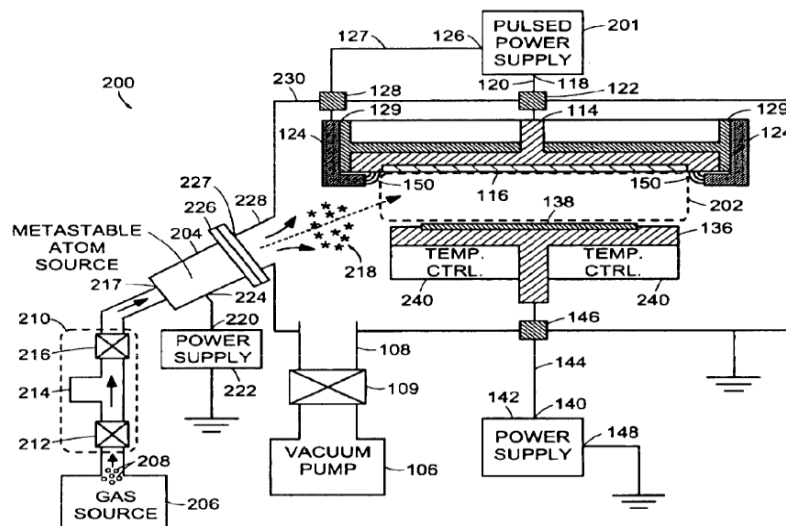 127
126
PULSED
POWER
SUPPLY
201
120
118
230
128
122
200
129
114
129
124
124
227
228
150
116
150
226
202
METASTABLE
ATOM
SOURCE
204
138
136
217
218
TEMP.
CTRL.
TEMP.
CTRL.
224
240
240
210
220
216
POWER
SUPPLY
108
146
214
222
109
144
212
142
140
208
VACUUM
PUMP
POWER
SUPPLY
148
GAS
SOURCE
206
106